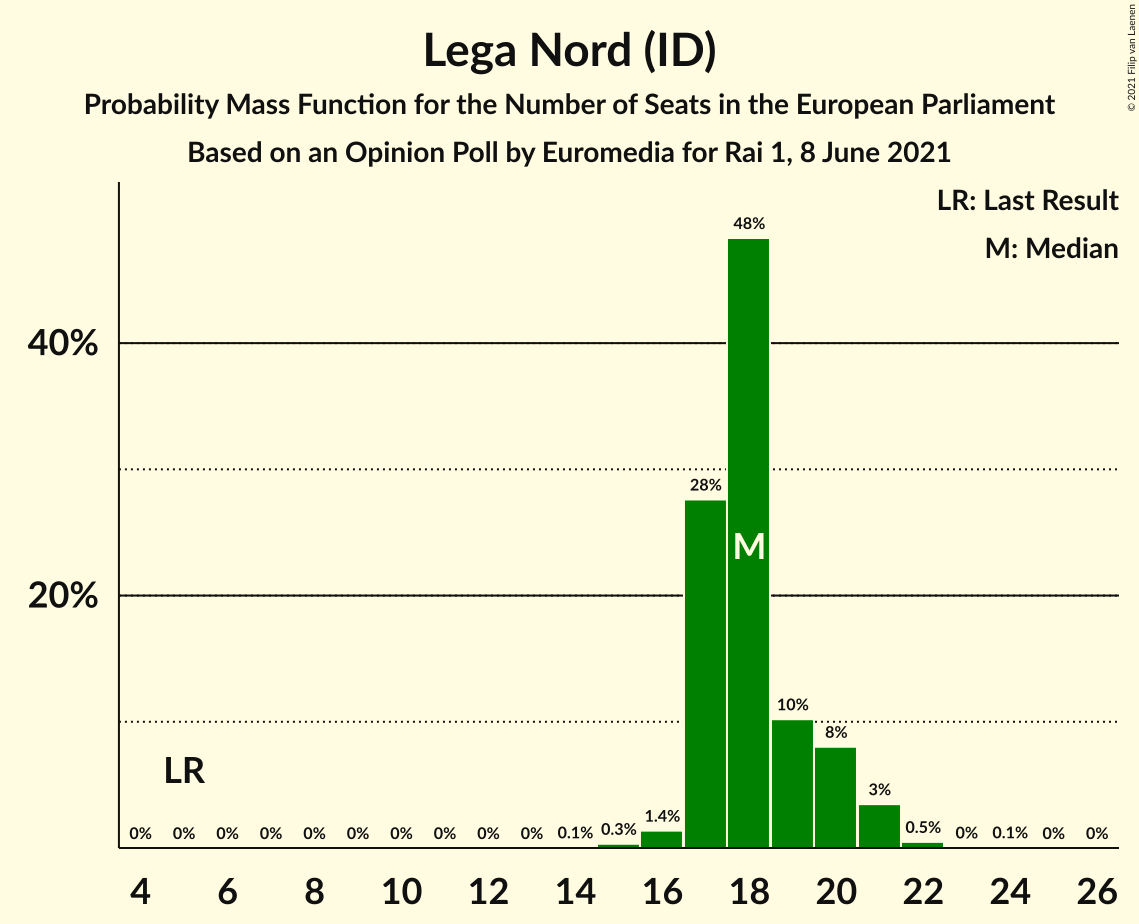 Lega Nord (ID)
Probability Mass Function for the Number of Seats in the European Parliament
Based on an Opinion Poll by Euromedia for Rai 1, 8 June 2021
© 2021 Filip van Laenen
LR: Last Result
M: Median
48%
40%
28%
M
20%
10%
8%
LR
3%
0% 0% 0% 0% 0% 0% 0% 0% 0% 0% 0.1% 0.3% 1.4% 0.5% 0% 0.1% 0% 0%
4 6 8 10 12 14 16 18 20 22 24 26